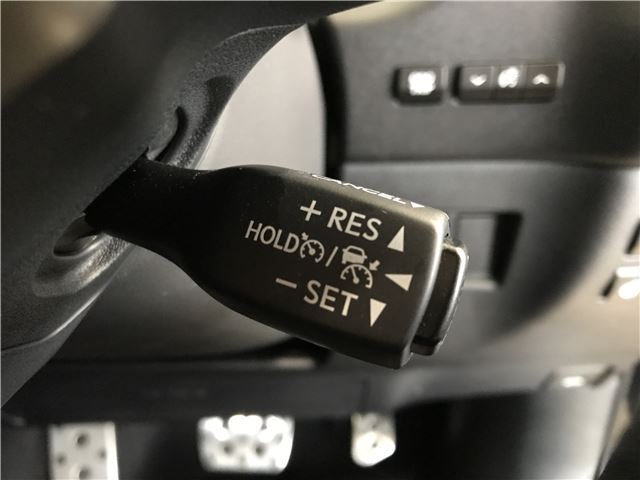 CANCEL
+ RES ▲
HOLD /
- SET ▼